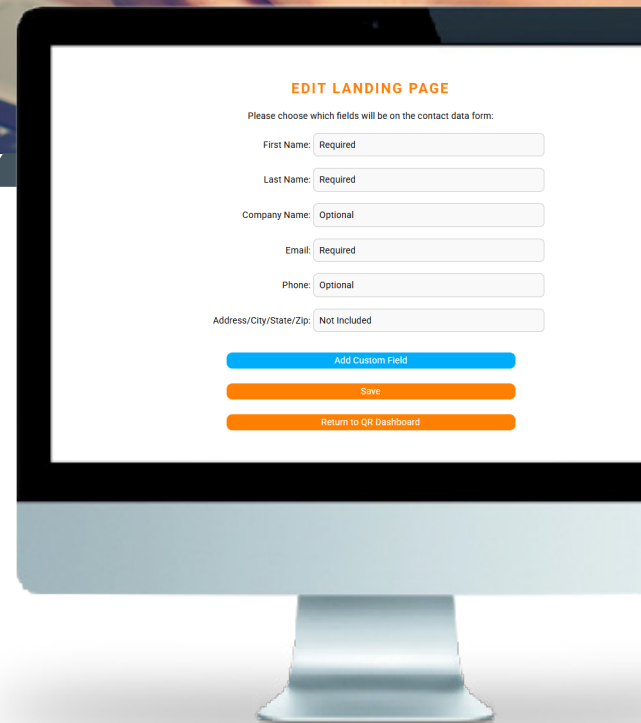 EDIT LANDING PAGE
Please choose which fields will be on the contact data form:
First Name: Required
Last Name: Required
Company Name: Optional
Email: Required
Phone: Optional
Address/City/State/Zip: Not Included
Add Custom Field
Save
Return to QR Dashboard